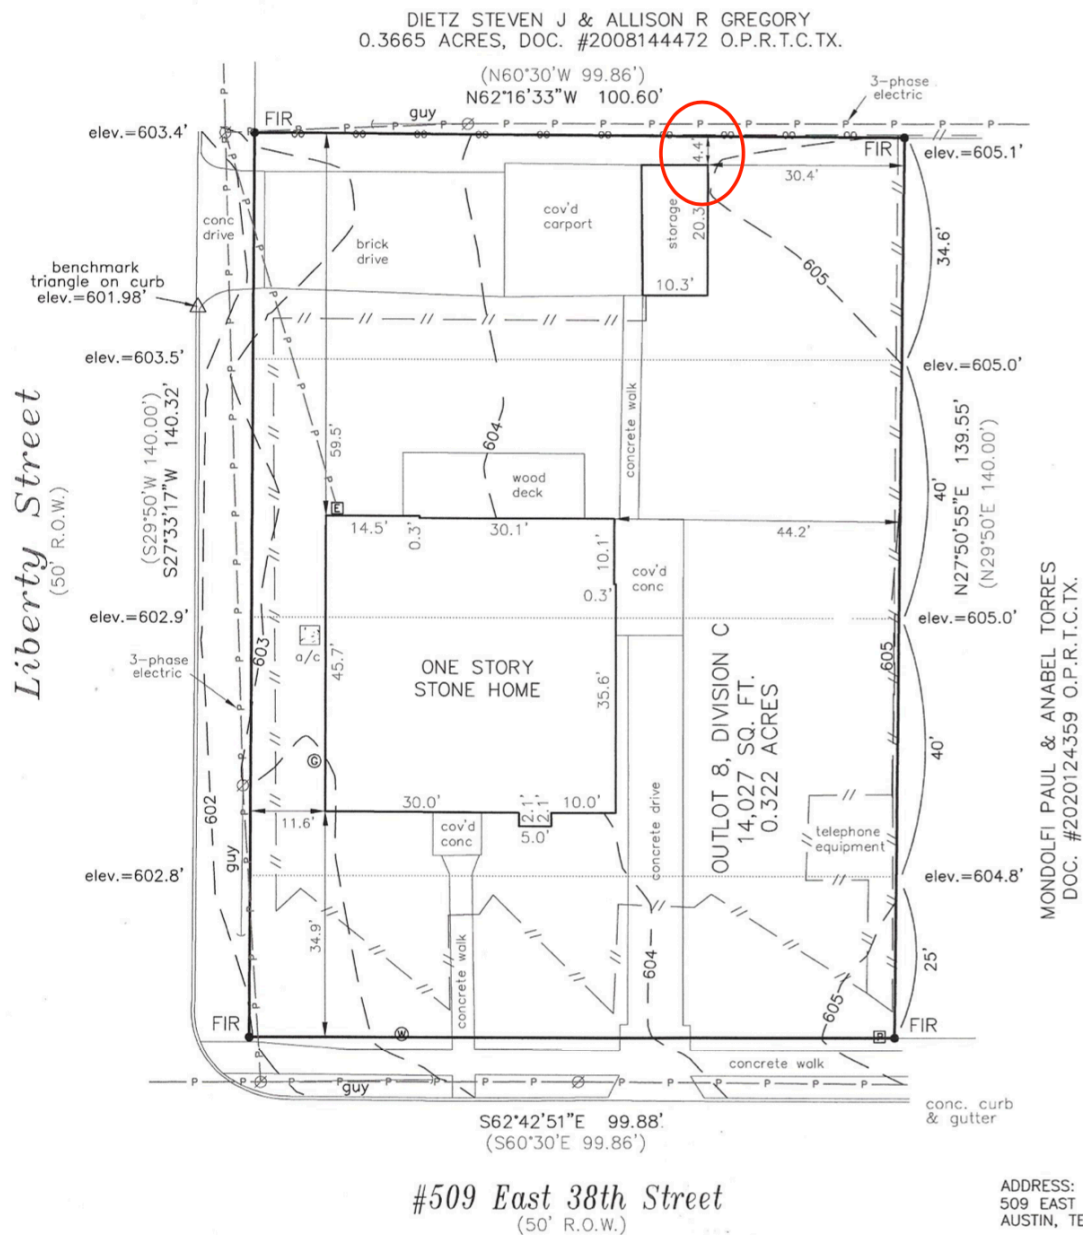 DIETZ STEVEN J & ALLISON R GREGORY
0.3665 ACRES, DOC. #2008144472 O.P.R.T.C.TX.
(N60°30'W 99.86')
N62°16'33"W 100.60'
3-phase
electric
guy
FIR
elev.=603.4'
FIR
elev.=605.1'
4.4'
30.4'
conc
drive
brick
drive
cov'd
carport
storage
20.3'
10.3'
605
34.6'
benchmark
triangle on curb
elev.=601.98'
elev.=603.5'
elev.=605.0'
Liberty Street
(50' R.O.W.)
(S29°50'W 140.00')
S27°33'17"W 140.32'
59.5'
604
concrete walk
wood
deck
N27°50'55"E 139.55'
(N29°50'E 140.00')
40'
E
14.5'
0.3'
30.1'
44.2'
10.1'
0.3'
cov'd
conc
elev.=602.9'
elev.=605.0'
603
a/c
3-phase
electric
45.7'
ONE STORY
STONE HOME
35.6'
OUTLOT 8, DIVISION C
14,027 SQ. FT.
0.322 ACRES
605
MONDOLFI PAUL & ANABEL TORRES
DOC. #2020124359 O.P.R.T.C.TX.
40'
G
602
11.6'
30.0'
2.1'
2.1'
10.0'
5.0'
cov'd
conc
concrete drive
telephone
equipment
guy
elev.=602.8'
elev.=604.8'
34.9'
concrete walk
604
605
25'
FIR
W
P
FIR
concrete walk
guy
conc. curb
& gutter
S62°42'51"E 99.88'
(S60°30'E 99.86')
#509 East 38th Street
(50' R.O.W.)
ADDRESS:
509 EAST
AUSTIN, TE